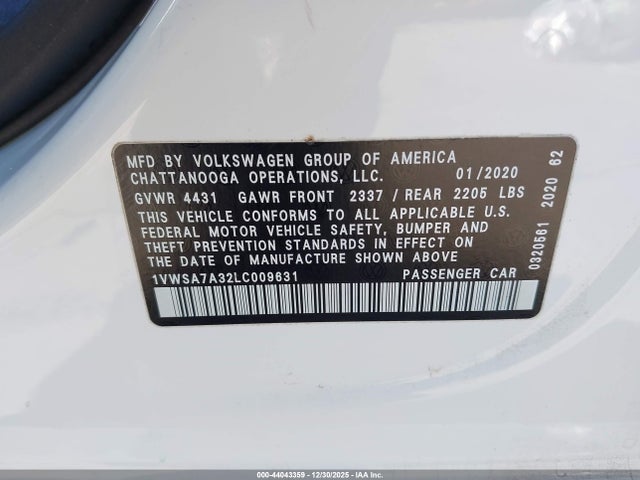 MFD BY VOLKSWAGEN GROUP OF AMERICA
CHATTANOOGA OPERATIONS, LLC. 01/2020
GVWR 4431 GAWR FRONT 2337 / REAR 2205 LBS
THIS VEHICLE CONFORMS TO ALL APPLICABLE U.S.
FEDERAL MOTOR VEHICLE SAFETY, BUMPER AND
THEFT PREVENTION STANDARDS IN EFFECT ON
THE DATE OF MANUFACTURE SHOWN ABOVE
1VWSA7A32LC009631 PASSENGER CAR
0320561 2020 62
000-44043359 - 12/30/2025 - IAA Inc.